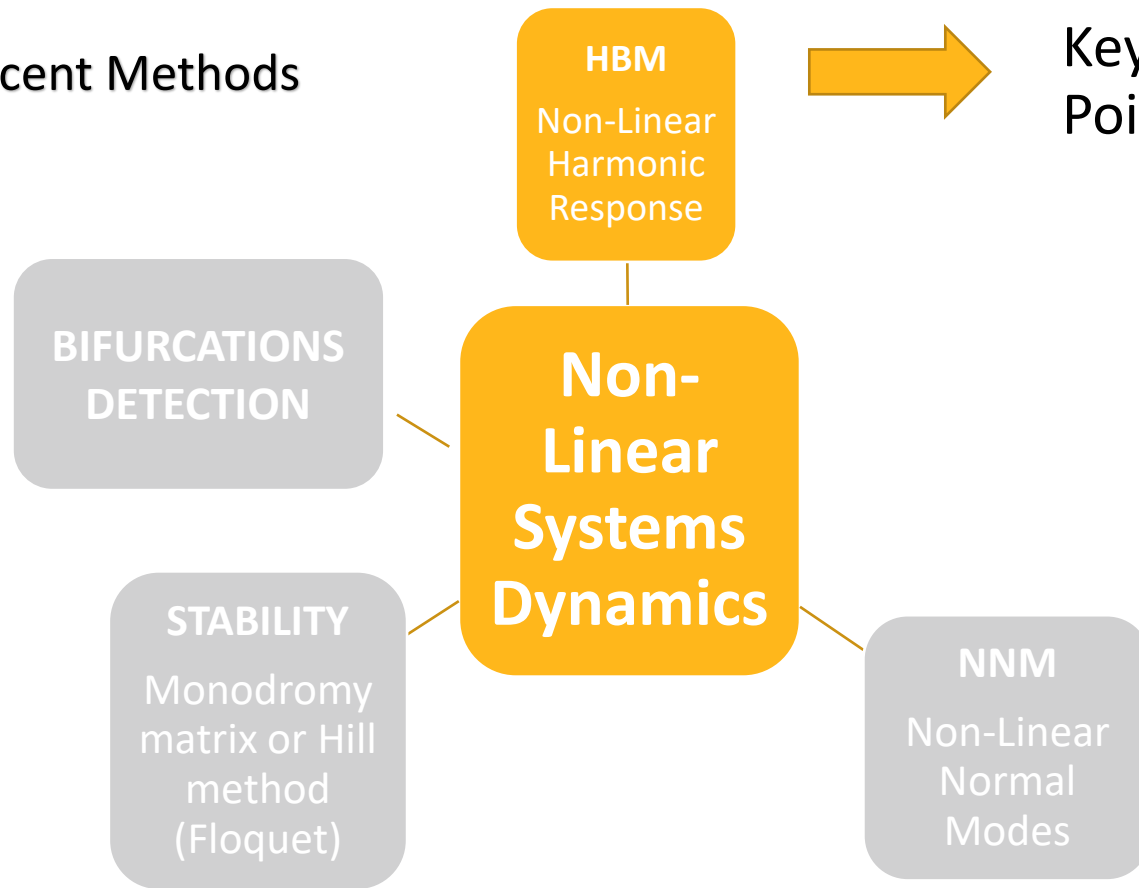 cent Methods
HBM
Non-Linear
Harmonic
Response
Key
Poi
BIFURCATIONS
DETECTION
Non-
Linear
Systems
Dynamics
STABILITY
Monodromy
matrix or Hill
method
(Floquet)
NNM
Non-Linear
Normal
Modes